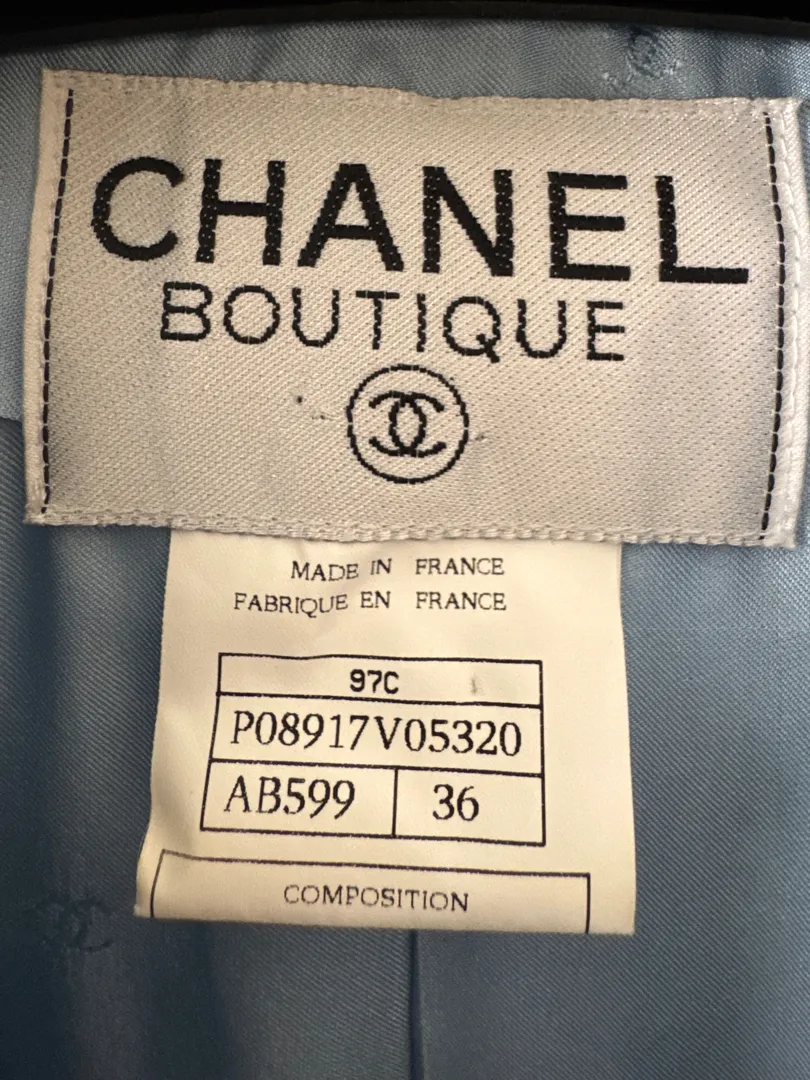 CHANEL
BOUTIQUE
MADE IN FRANCE
FABRIQUE EN FRANCE
97C
P08917V05320
AB599 36
COMPOSITION